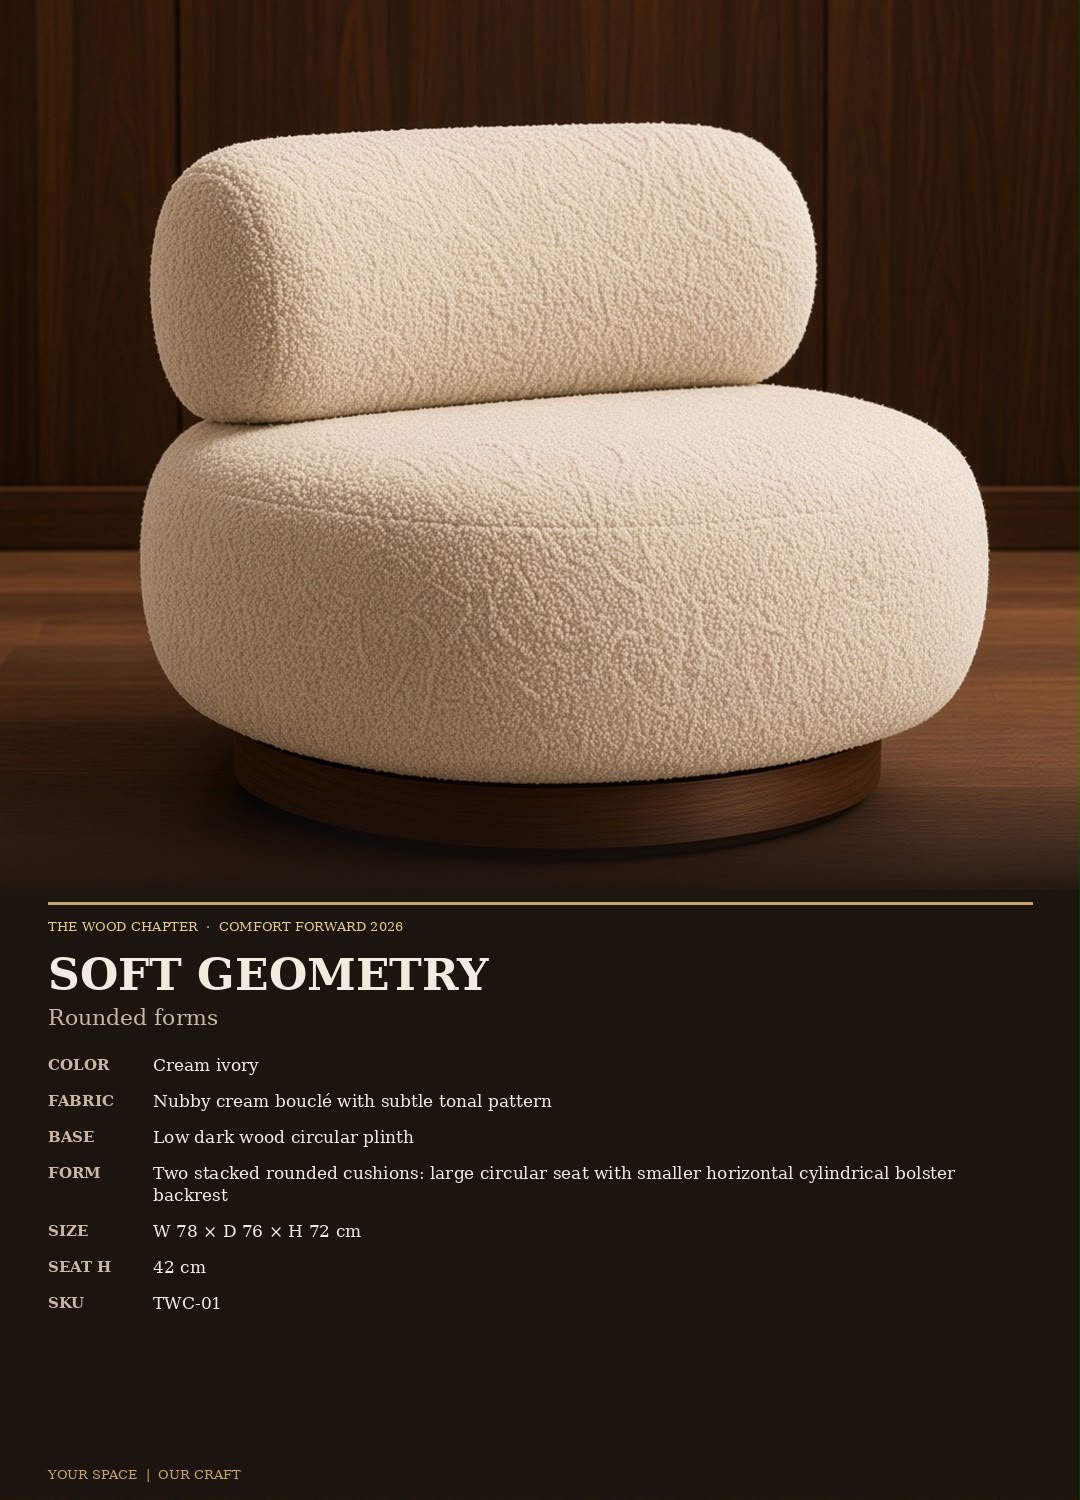 THE WOOD CHAPTER · COMFORT FORWARD 2026
SOFT GEOMETRY
Rounded forms
COLOR Cream ivory
FABRIC Nubby cream bouclé with subtle tonal pattern
BASE Low dark wood circular plinth
FORM Two stacked rounded cushions: large circular seat with smaller horizontal cylindrical bolster
backrest
SIZE W 78 × D 76 × H 72 cm
SEAT H 42 cm
SKU TWC-01
YOUR SPACE | OUR CRAFT